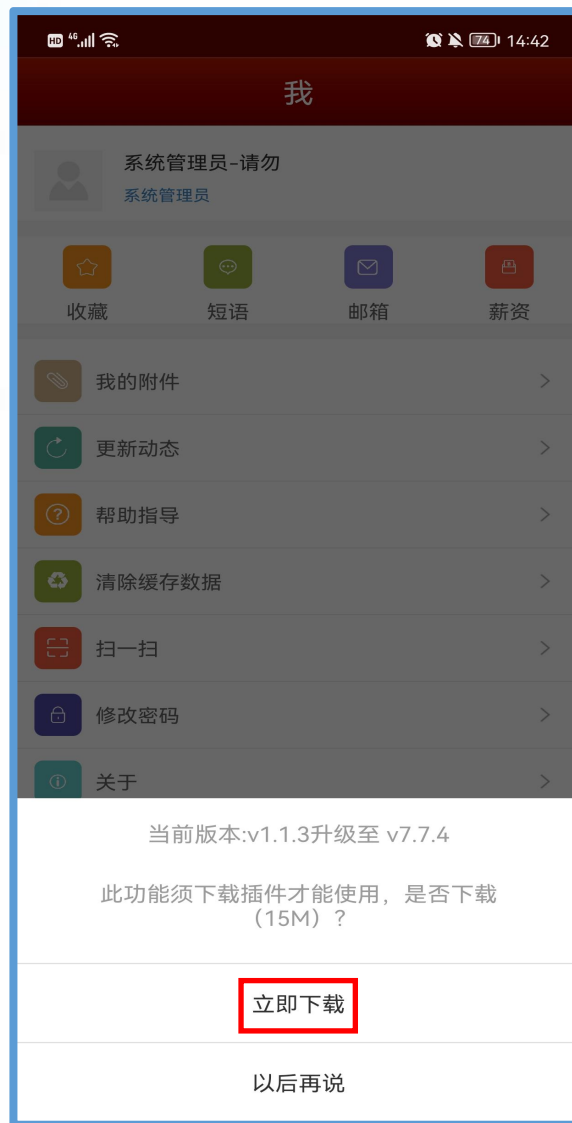 HD 4G 74 14:42
我
系统管理员-请勿
系统管理员
收藏 短语 邮箱 薪资
我的附件
更新动态
帮助指导
清除缓存数据
扫一扫
修改密码
关于
当前版本:v1.1.3升级至 v7.7.4
此功能须下载插件才能使用，是否下载
（15M）？
立即下载
以后再说